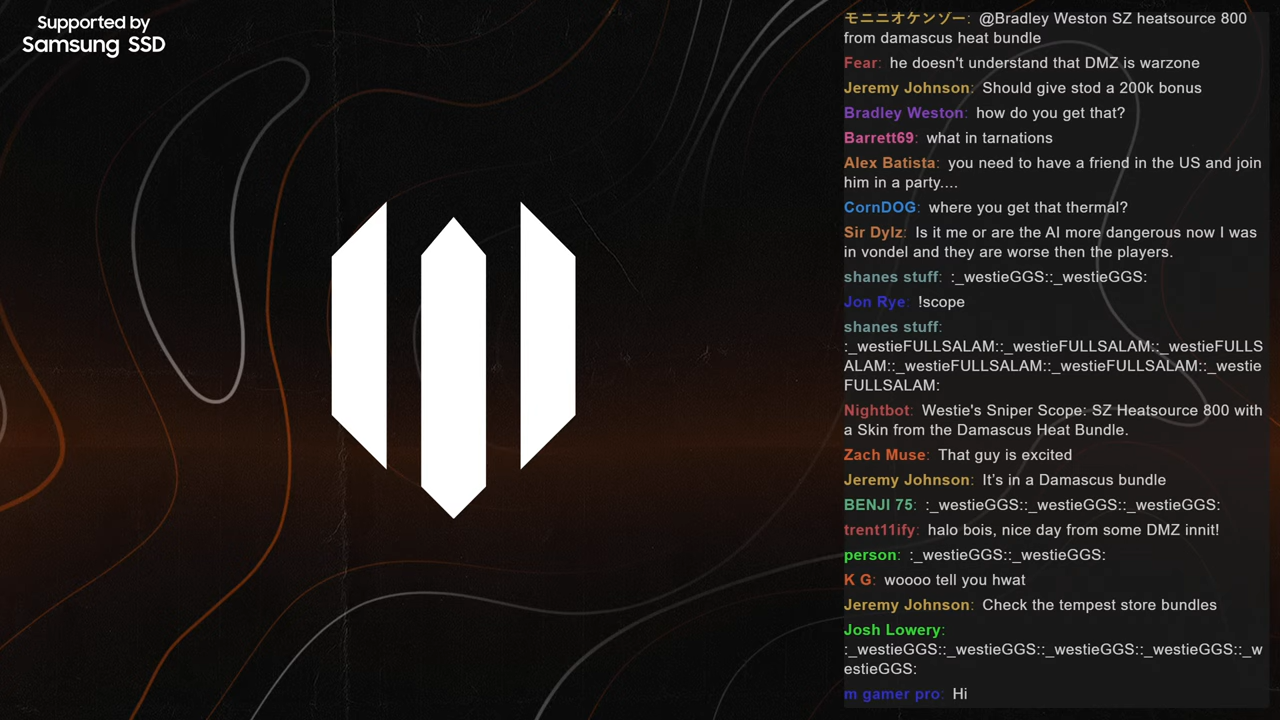 Supported by
Samsung SSD
モニニオケンゾー: @Bradley Weston SZ heatsource 800
from damascus heat bundle
Fear: he doesn't understand that DMZ is warzone
Jeremy Johnson: Should give stod a 200k bonus
Bradley Weston: how do you get that?
Barrett69: what in tarnations
Alex Batista: you need to have a friend in the US and join
him in a party....
CornDOG: where you get that thermal?
Sir Dylz: Is it me or are the AI more dangerous now I was
in vondel and they are worse then the players.
shanes stuff: :_westieGGS::_westieGGS:
Jon Rye: !scope
shanes stuff:
:_westieFULLSALAM::_westieFULLSALAM::_westieFULLS
ALAM::_westieFULLSALAM::_westieFULLSALAM::_westie
FULLSALAM:
Nightbot: Westie's Sniper Scope: SZ Heatsource 800 with
a Skin from the Damascus Heat Bundle.
Zach Muse: That guy is excited
Jeremy Johnson: It's in a Damascus bundle
BENJI 75: :_westieGGS::_westieGGS::_westieGGS:
trent11ify: halo bois, nice day from some DMZ innit!
person: :_westieGGS::_westieGGS:
K G: woooo tell you hwat
Jeremy Johnson: Check the tempest store bundles
Josh Lowery:
:_westieGGS::_westieGGS::_westieGGS::_westieGGS::_w
estieGGS:
m gamer pro: Hi